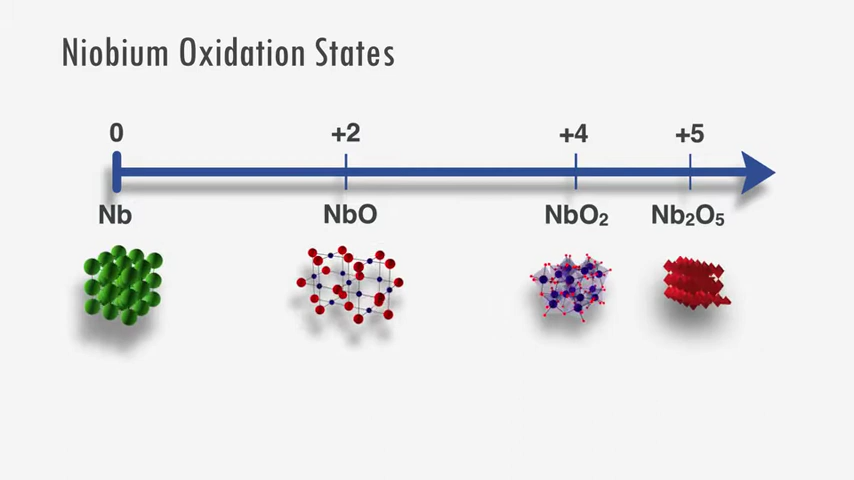 Niobium Oxidation States
0 +2 +4 +5
Nb NbO NbO₂ Nb₂O₅